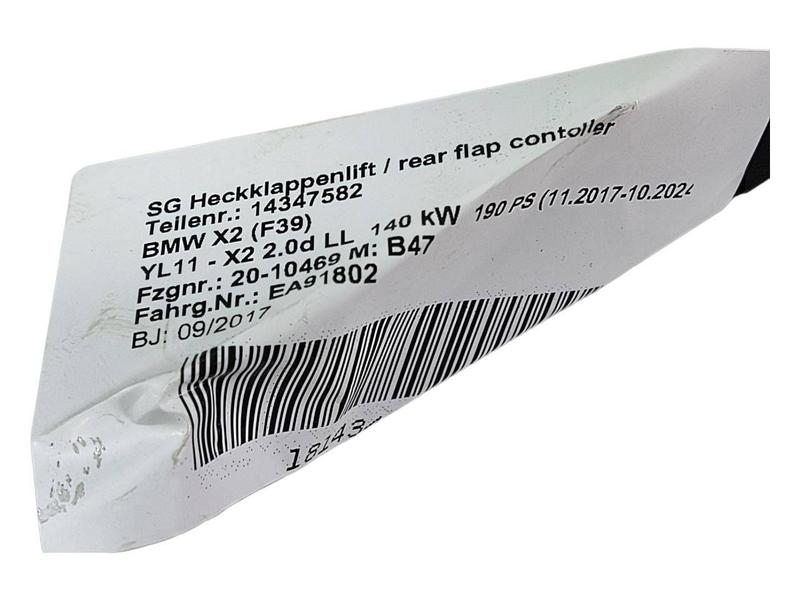 SG Heckklappenlift / rear flap contoller
Teilenr.: 14347582
BMW X2 (F39)
YL11 - X2 2.0d LL 140 kW 190 PS (11.2017-10.2024
Fzgnr.: 20-10469 M: B47
Fahrg.Nr.: EA91802
BJ: 09/2017